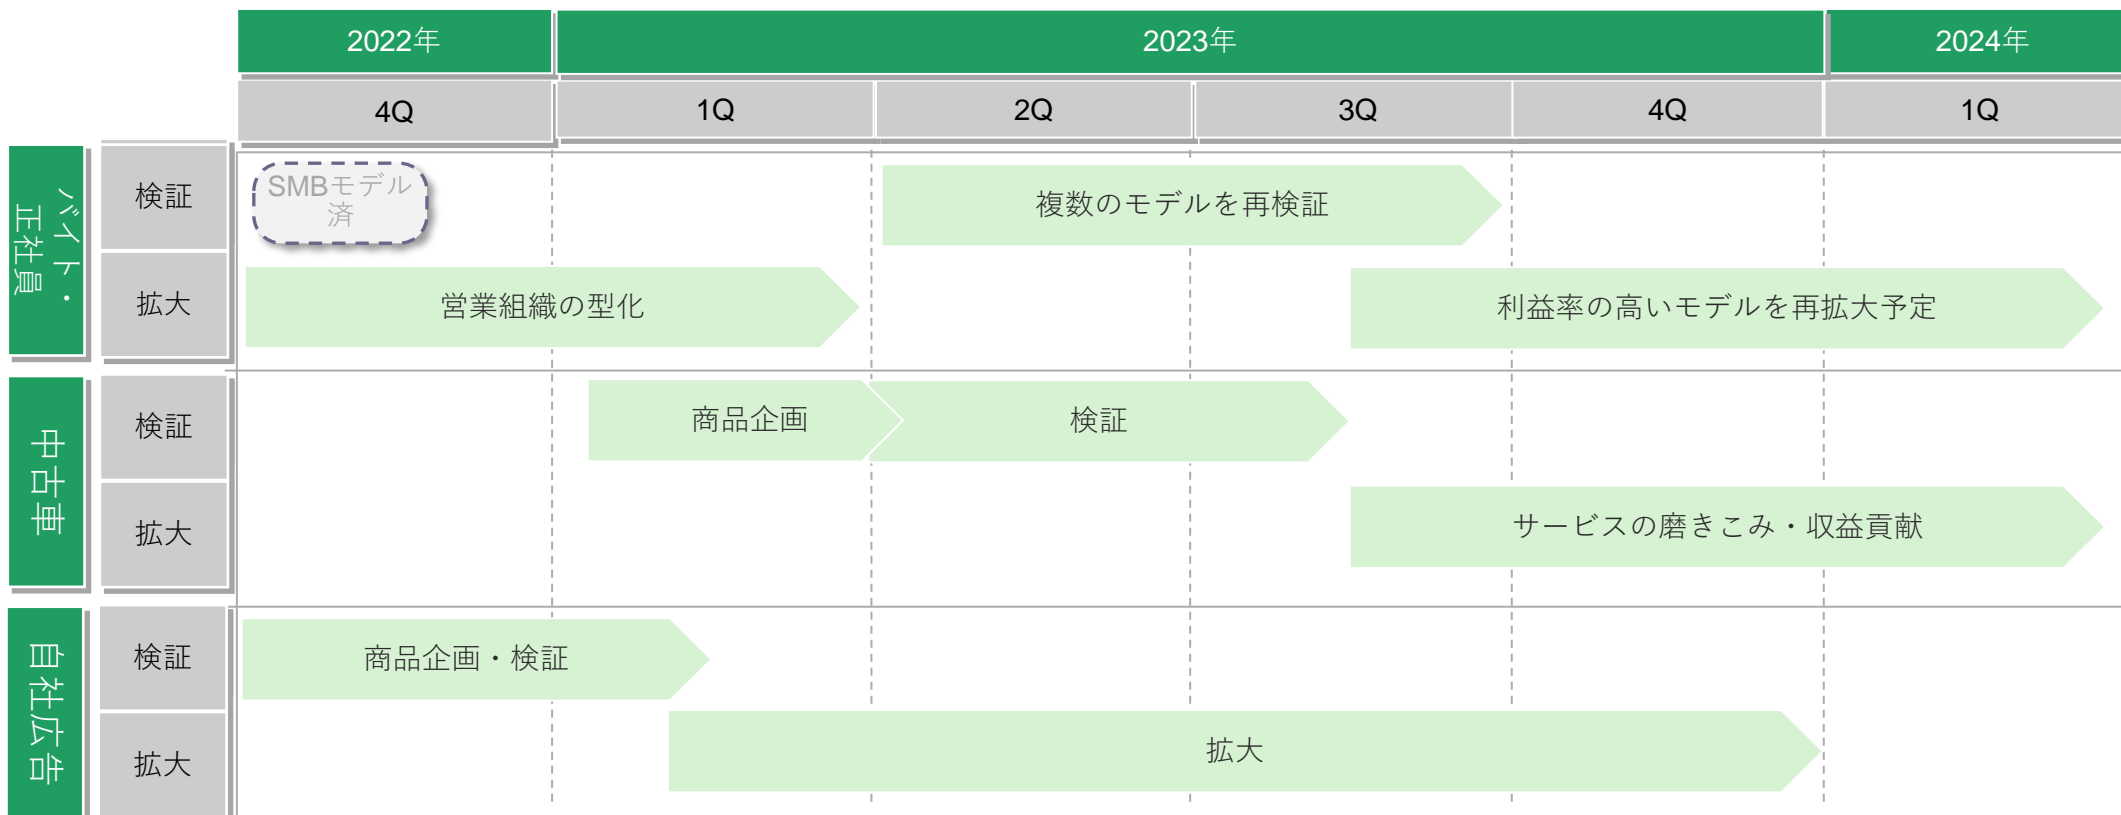 2022年
2023年
2024年
4Q
1Q
2Q
3Q
4Q
1Q
バイト・
正社員
検証
SMBモデル
済
複数のモデルを再検証
拡大
営業組織の型化
利益率の高いモデルを再拡大予定
中古車
検証
商品企画
検証
拡大
サービスの磨きこみ・収益貢献
自社広告
検証
商品企画・検証
拡大
拡大